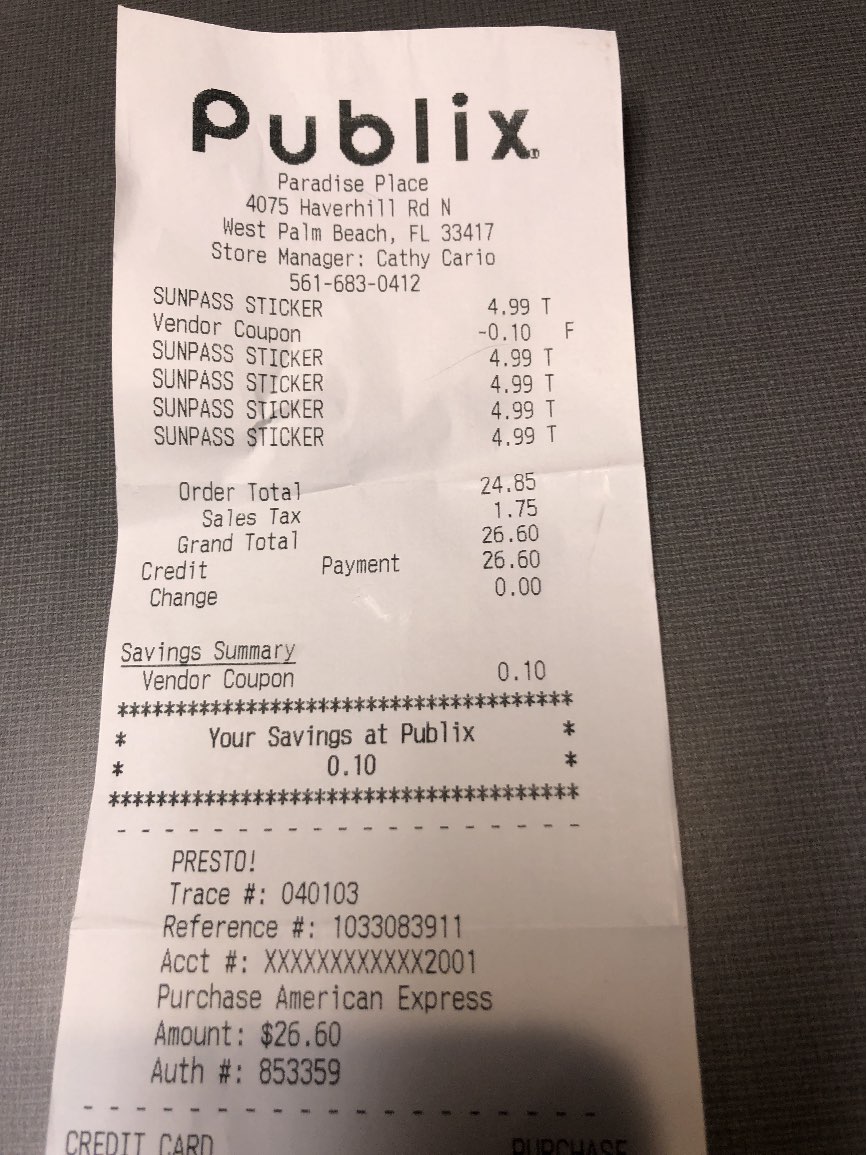 Publix.
Paradise Place
4075 Haverhill Rd N
West Palm Beach, FL 33417
Store Manager: Cathy Cario
561-683-0412
SUNPASS STICKER 4.99 T
Vendor Coupon -0.10 F
SUNPASS STICKER 4.99 T
SUNPASS STICKER 4.99 T
SUNPASS STICKER 4.99 T
SUNPASS STICKER 4.99 T
Order Total 24.85
Sales Tax 1.75
Grand Total 26.60
Credit Payment 26.60
Change 0.00
Savings Summary
Vendor Coupon 0.10
***************************************
* Your Savings at Publix *
* 0.10 *
***************************************
- - - - - - - - - - - - - - - - - - -
PRESTO!
Trace #: 040103
Reference #: 1033083911
Acct #: XXXXXXXXXXXX2001
Purchase American Express
Amount: $26.60
Auth #: 853359
- - - - - - - - - - - - - - - - - - -
CREDIT CARD PURCHASE